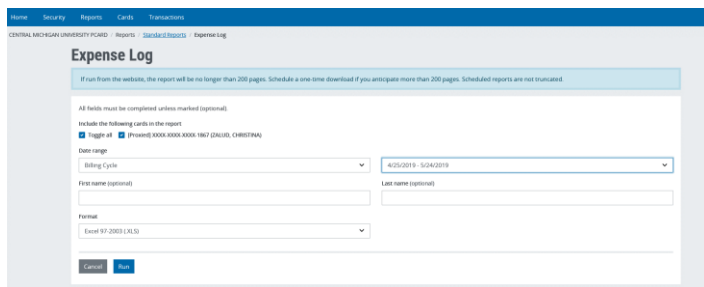 Home Security Reports Cards Transactions
CENTRAL MICHIGAN UNIVERSITY PCARD / Reports / Standard Reports / Expense Log
Expense Log
If run from the website, the report will be no longer than 200 pages. Schedule a one-time download if you anticipate more than 200 pages. Scheduled reports are not truncated.
All fields must be completed unless marked (optional).
Include the following cards in the report
Toggle all [Proxied] XXXX-XXXX-XXXX-1867 (ZALUD, CHRISTINA)
Date range
Billing Cycle 4/25/2019 - 5/24/2019
First name (optional) Last name (optional)
Format
Excel 97-2003 (.XLS)
Cancel Run